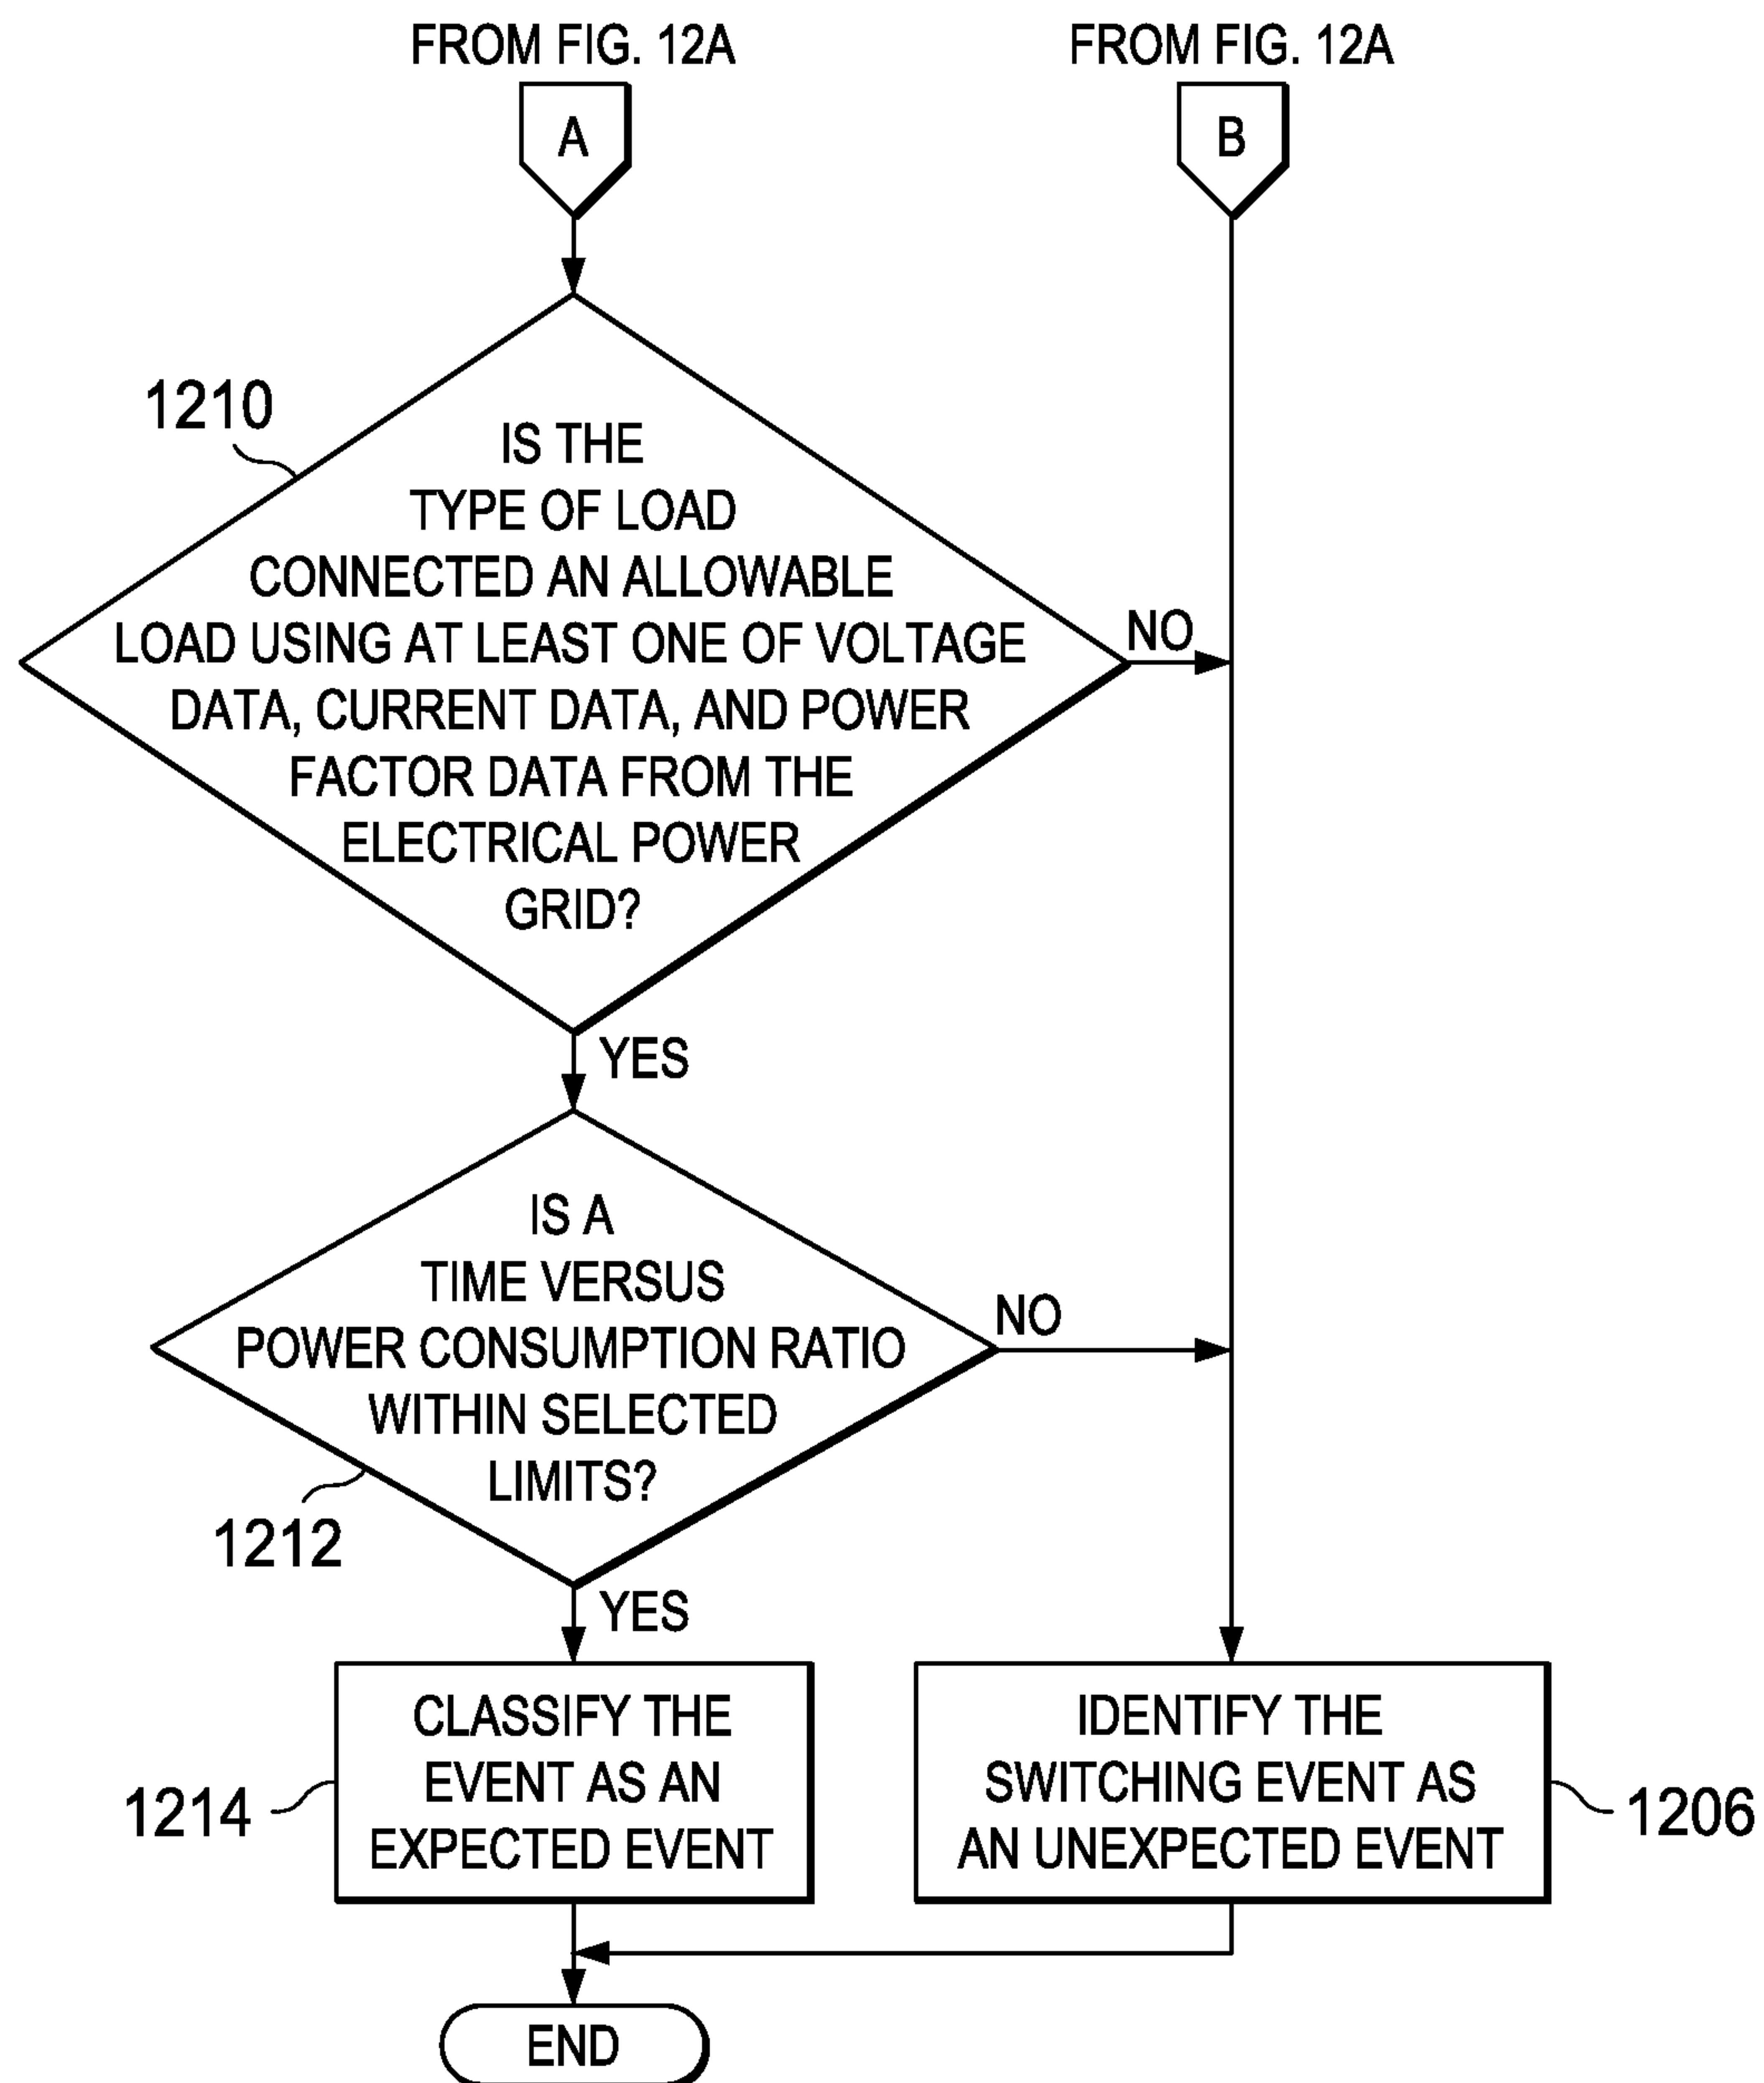 FROM FIG. 12A
FROM FIG. 12A
A
B
1210
IS THE
TYPE OF LOAD
CONNECTED AN ALLOWABLE
LOAD USING AT LEAST ONE OF VOLTAGE
DATA, CURRENT DATA, AND POWER
FACTOR DATA FROM THE
ELECTRICAL POWER
GRID?
NO
YES
IS A
TIME VERSUS
POWER CONSUMPTION RATIO
WITHIN SELECTED
LIMITS?
NO
1212
YES
CLASSIFY THE
EVENT AS AN
EXPECTED EVENT
1214
IDENTIFY THE
SWITCHING EVENT AS
AN UNEXPECTED EVENT
1206
END